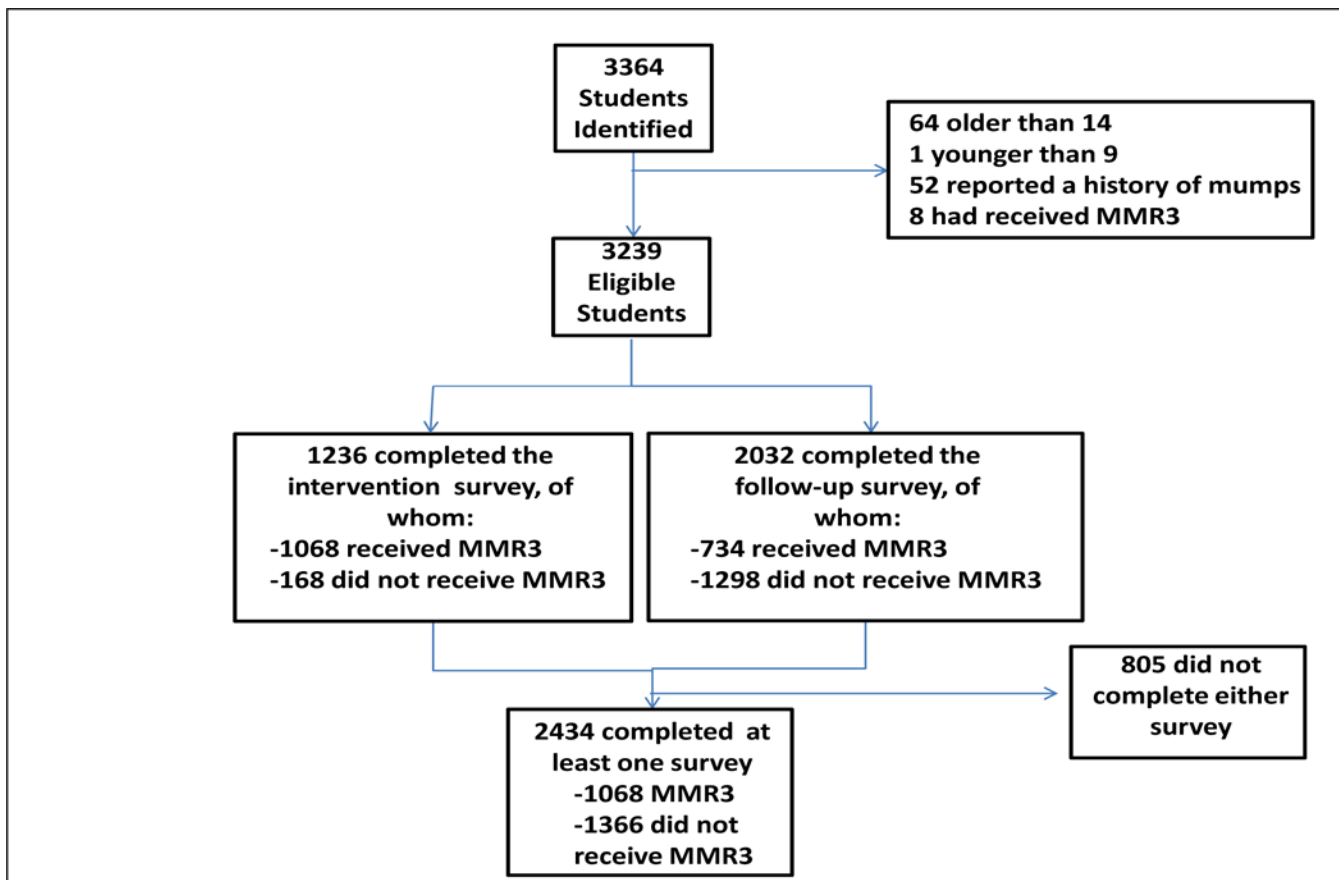 3364
Students
Identified
64 older than 14
1 younger than 9
52 reported a history of mumps
8 had received MMR3
3239
Eligible
Students
1236 completed the
intervention survey, of
whom:
-1068 received MMR3
-168 did not receive MMR3
2032 completed the
follow-up survey, of
whom:
-734 received MMR3
-1298 did not receive MMR3
805 did not
complete either
survey
2434 completed at
least one survey
-1068 MMR3
-1366 did not
receive MMR3